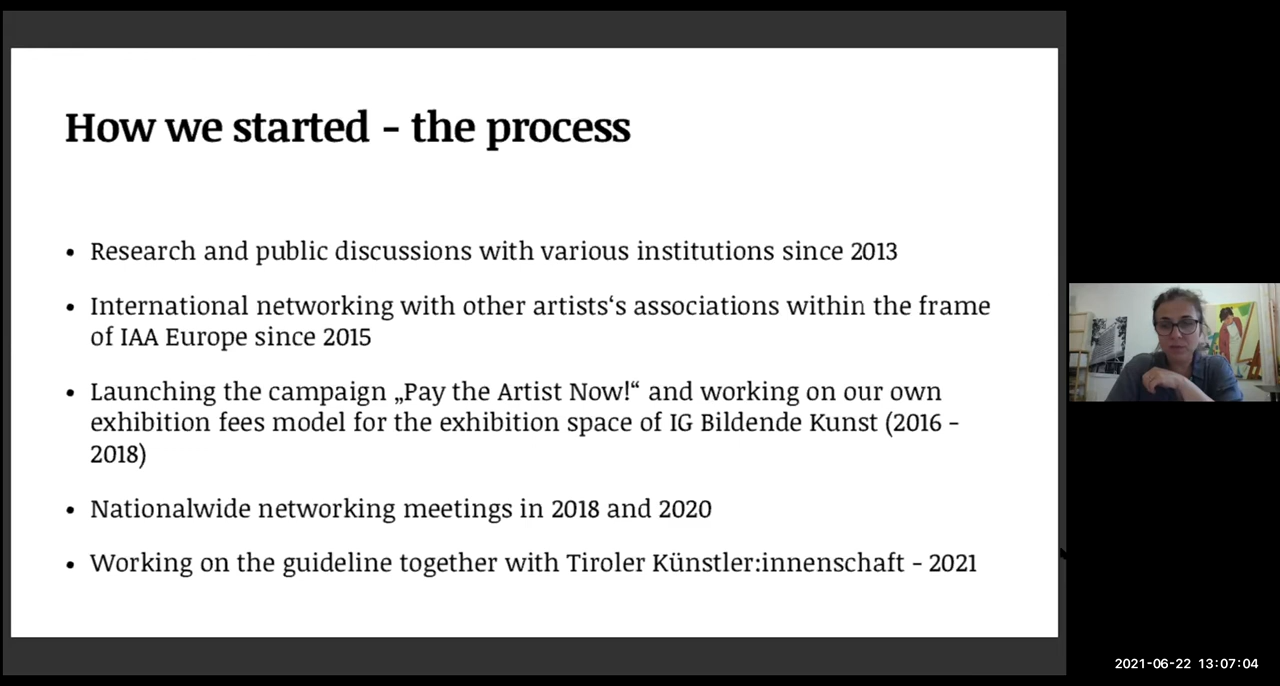 How we started - the process
• Research and public discussions with various institutions since 2013
• International networking with other artists‘s associations within the frame
of IAA Europe since 2015
• Launching the campaign „Pay the Artist Now!“ and working on our own
exhibition fees model for the exhibition space of IG Bildende Kunst (2016 -
2018)
• Nationalwide networking meetings in 2018 and 2020
• Working on the guideline together with Tiroler Künstler:innenschaft - 2021
2021-06-22 13:07:04